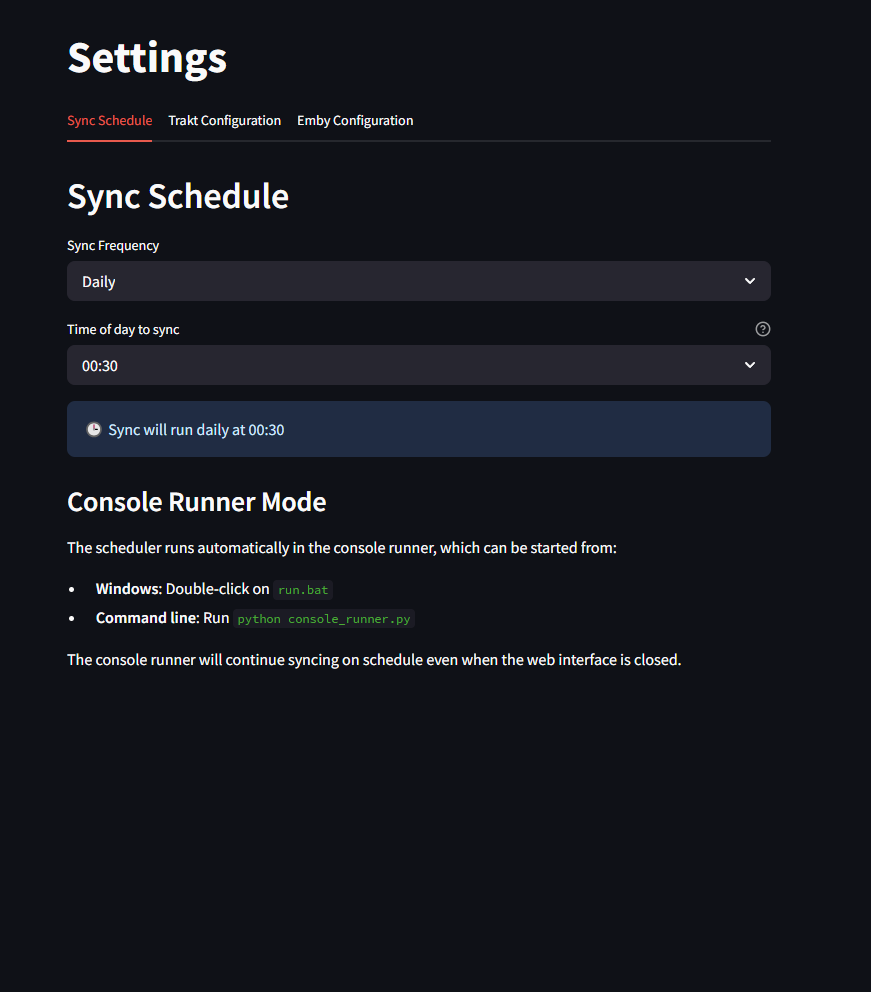 Settings
Sync Schedule Trakt Configuration Emby Configuration
Sync Schedule
Sync Frequency
Daily
Time of day to sync
00:30
Sync will run daily at 00:30
Console Runner Mode
The scheduler runs automatically in the console runner, which can be started from:
• Windows: Double-click on run.bat
• Command line: Run python console_runner.py
The console runner will continue syncing on schedule even when the web interface is closed.